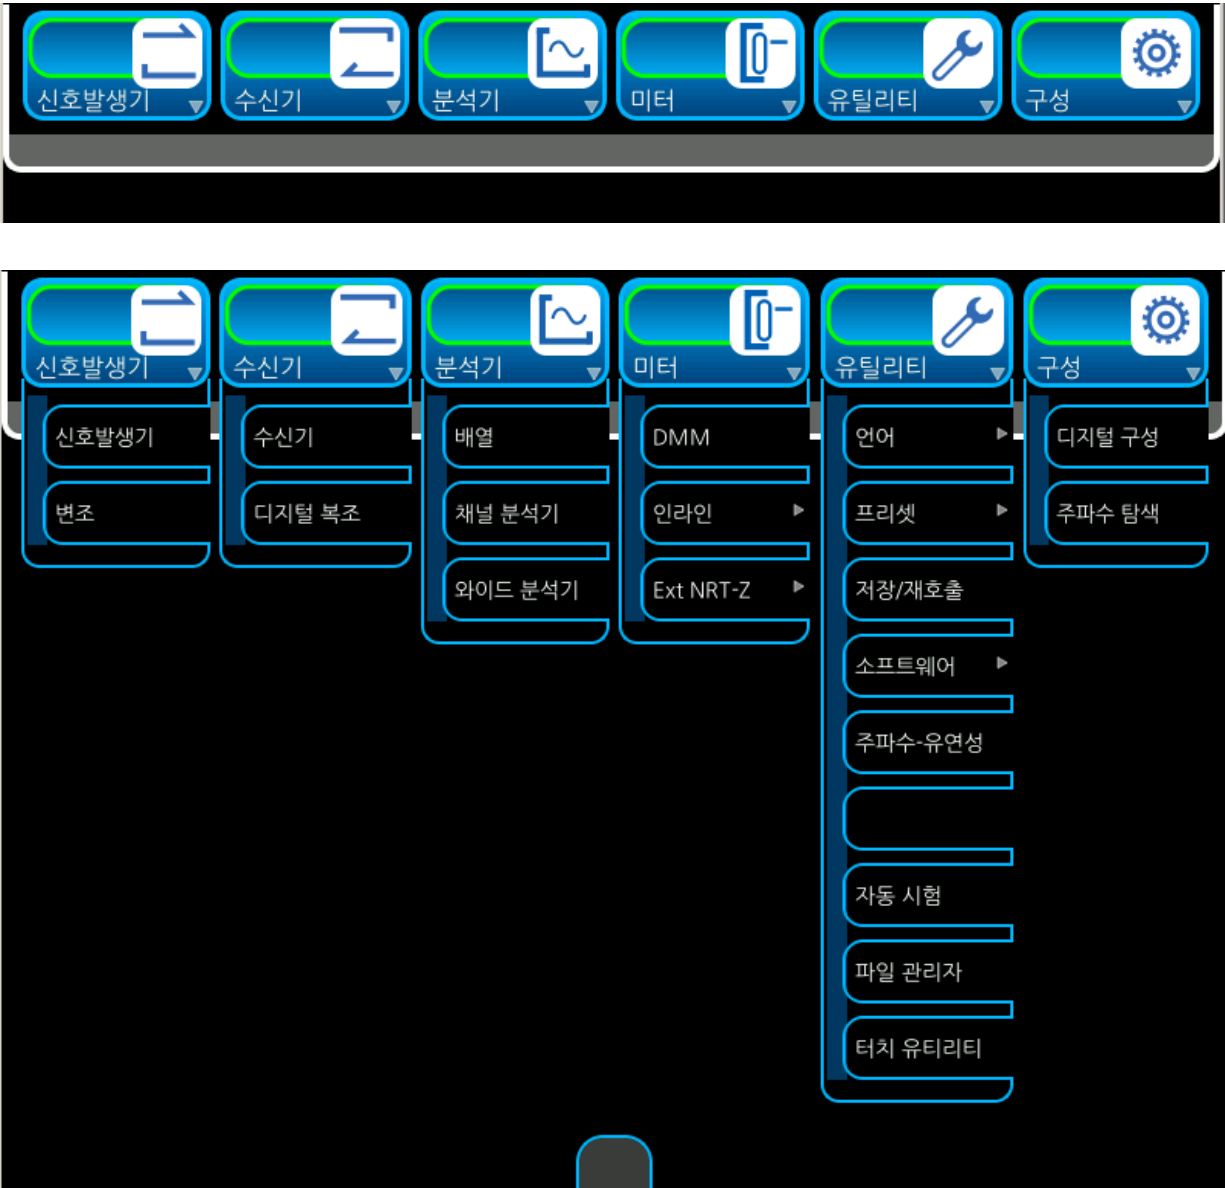 신호발생기
수신기
분석기
미터
유틸리티
구성
신호발생기
수신기
분석기
미터
유틸리티
구성
신호발생기
변조
수신기
디지털 복조
배열
채널 분석기
와이드 분석기
DMM
인라인
Ext NRT-Z
언어
프리셋
저장/재호출
소프트웨어
주파수-유연성
자동 시험
파일 관리자
터치 유티리티
디지털 구성
주파수 탐색